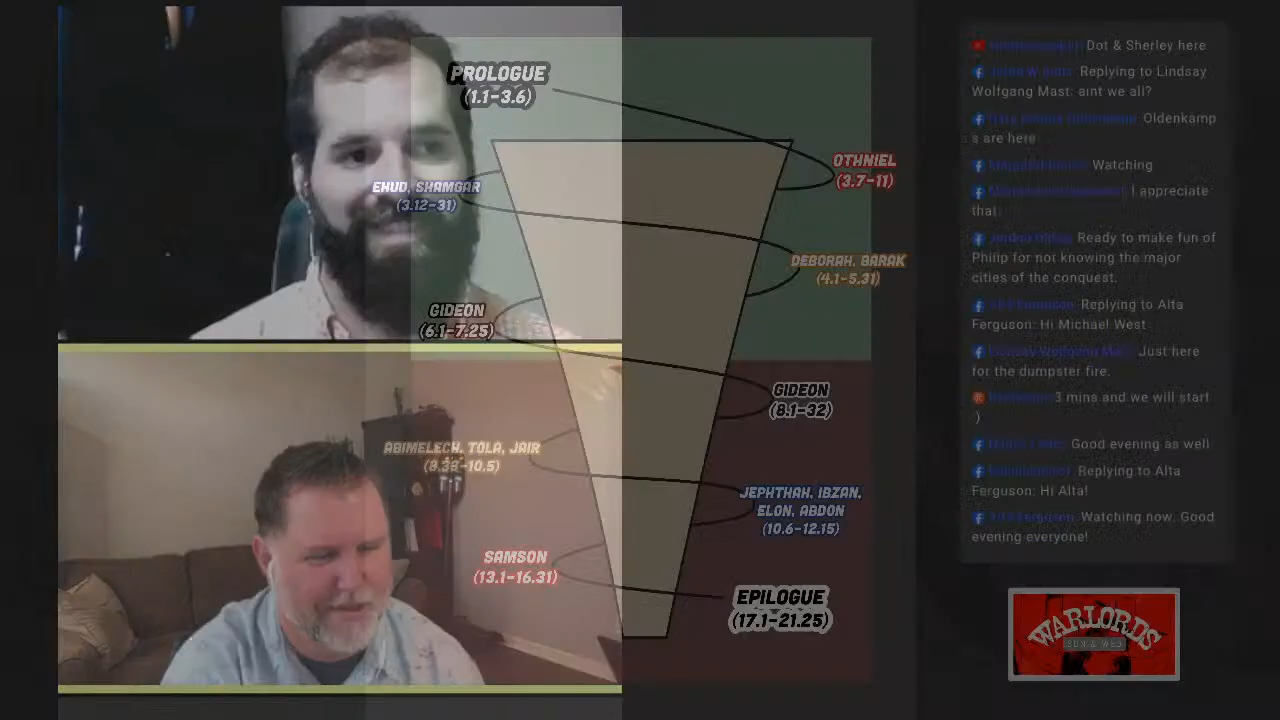 PROLOGUE
(1.1–3.6)
OTHNIEL
(3.7–11)
EHUD, SHAMGAR
(3.12–31)
DEBORAH, BARAK
(4.1–5.31)
GIDEON
(6.1–7.25)
GIDEON
(8.1–32)
ABIMELECH, TOLA, JAIR
(8.33–10.5)
JEPHTHAH, IBZAN,
ELON, ABDON
(10.6–12.15)
SAMSON
(13.1–16.31)
EPILOGUE
(17.1–21.25)
Dot & Sherley here
Replying to Lindsay
Wolfgang Mast: aint we all?
Oldenkamp
s are here
Watching
I appreciate
that.
Ready to make fun of
Philip for not knowing the major
cities of the conquest.
Replying to Alta
Ferguson: Hi Michael West
Just here
for the dumpster fire.
3 mins and we will start
)
Good evening as well
Replying to Alta
Ferguson: Hi Alta!
Watching now. Good
evening everyone!
WARLORDS
SUN & WED